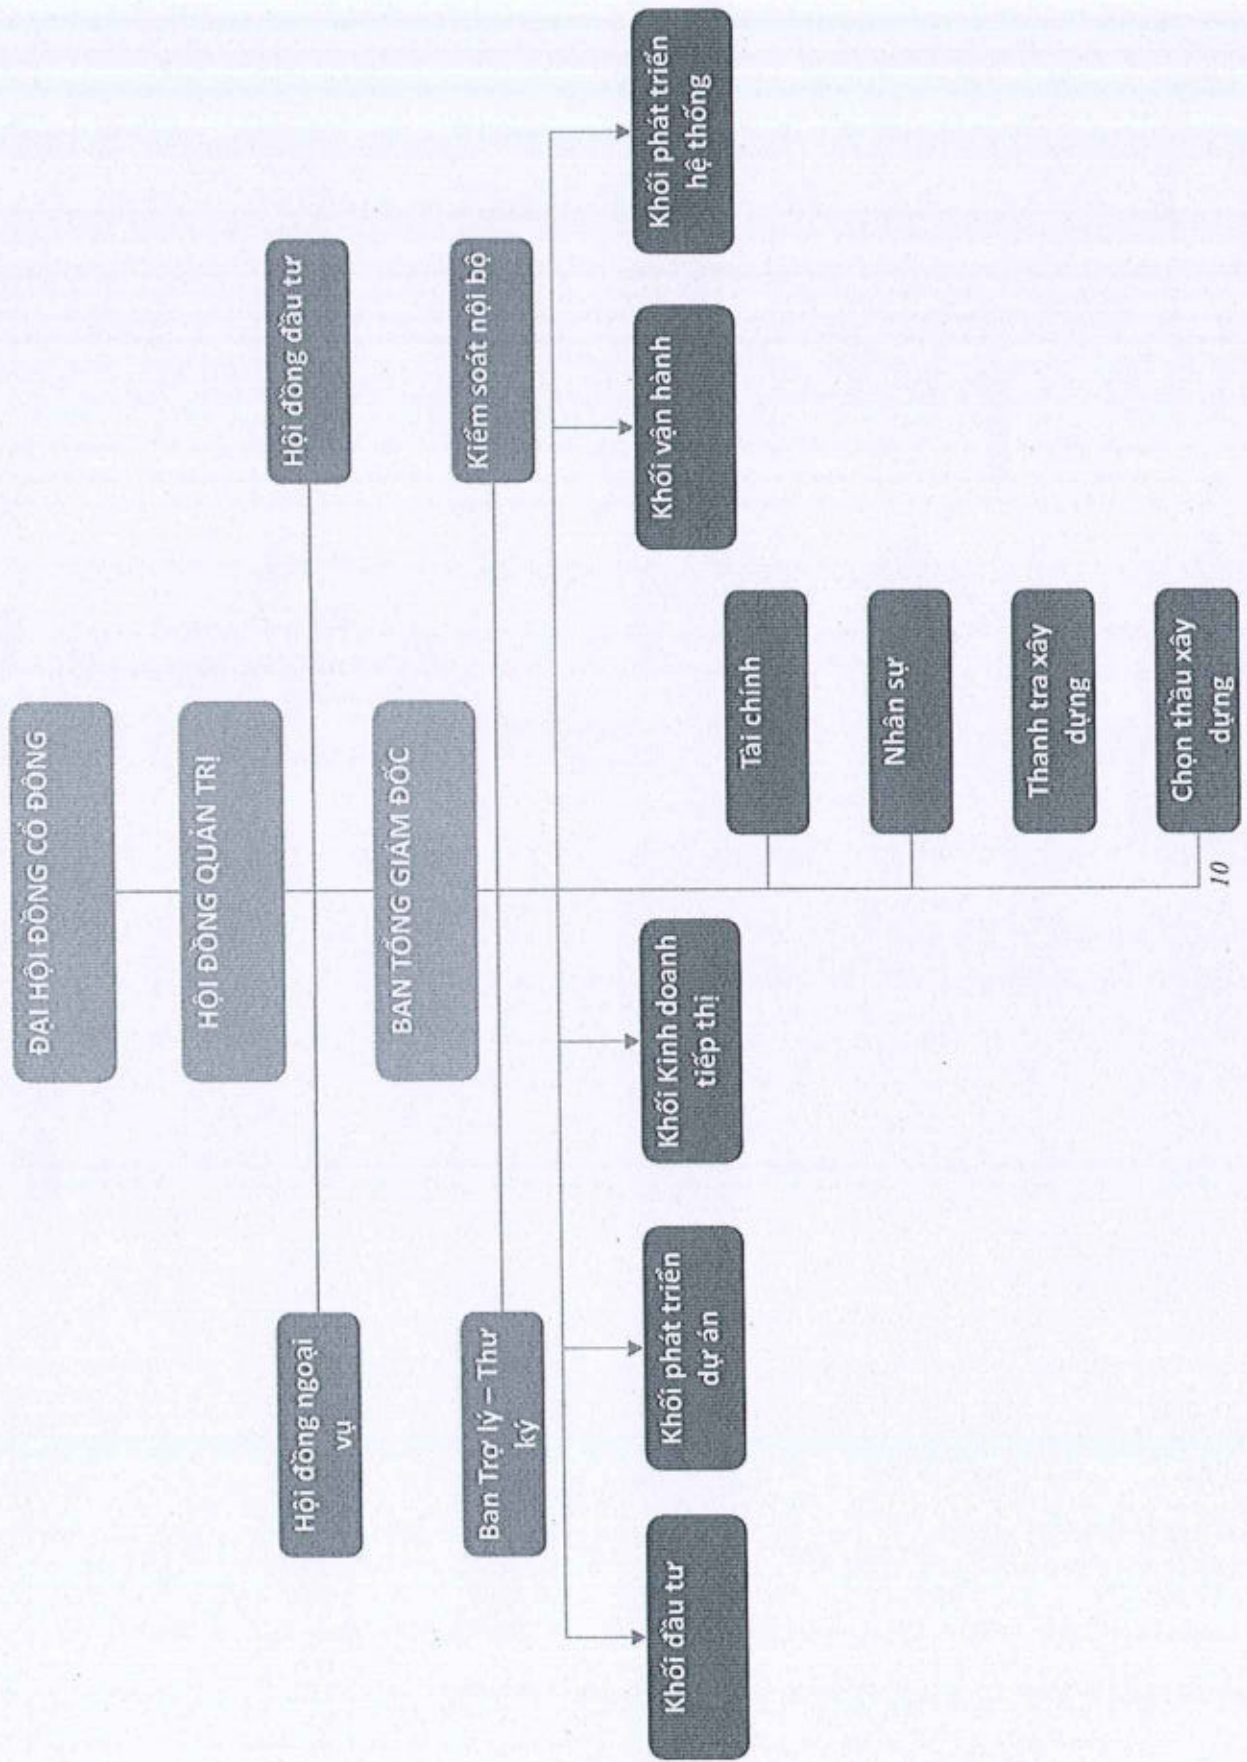 ĐẠI HỘI ĐỒNG CỔ ĐÔNG
HỘI ĐỒNG QUẢN TRỊ
Hội đồng ngoại
vụ
Hội đồng đầu tư
BAN TỔNG GIÁM ĐỐC
Ban Trợ lý – Thư
ký
Kiểm soát nội bộ
Khối đầu tư
Khối phát triển
dự án
Khối Kinh doanh
tiếp thị
Khối vận hành
Khối phát triển
hệ thống
Tài chính
Nhân sự
Thanh tra xây
dựng
Chọn thầu xây
dựng
10